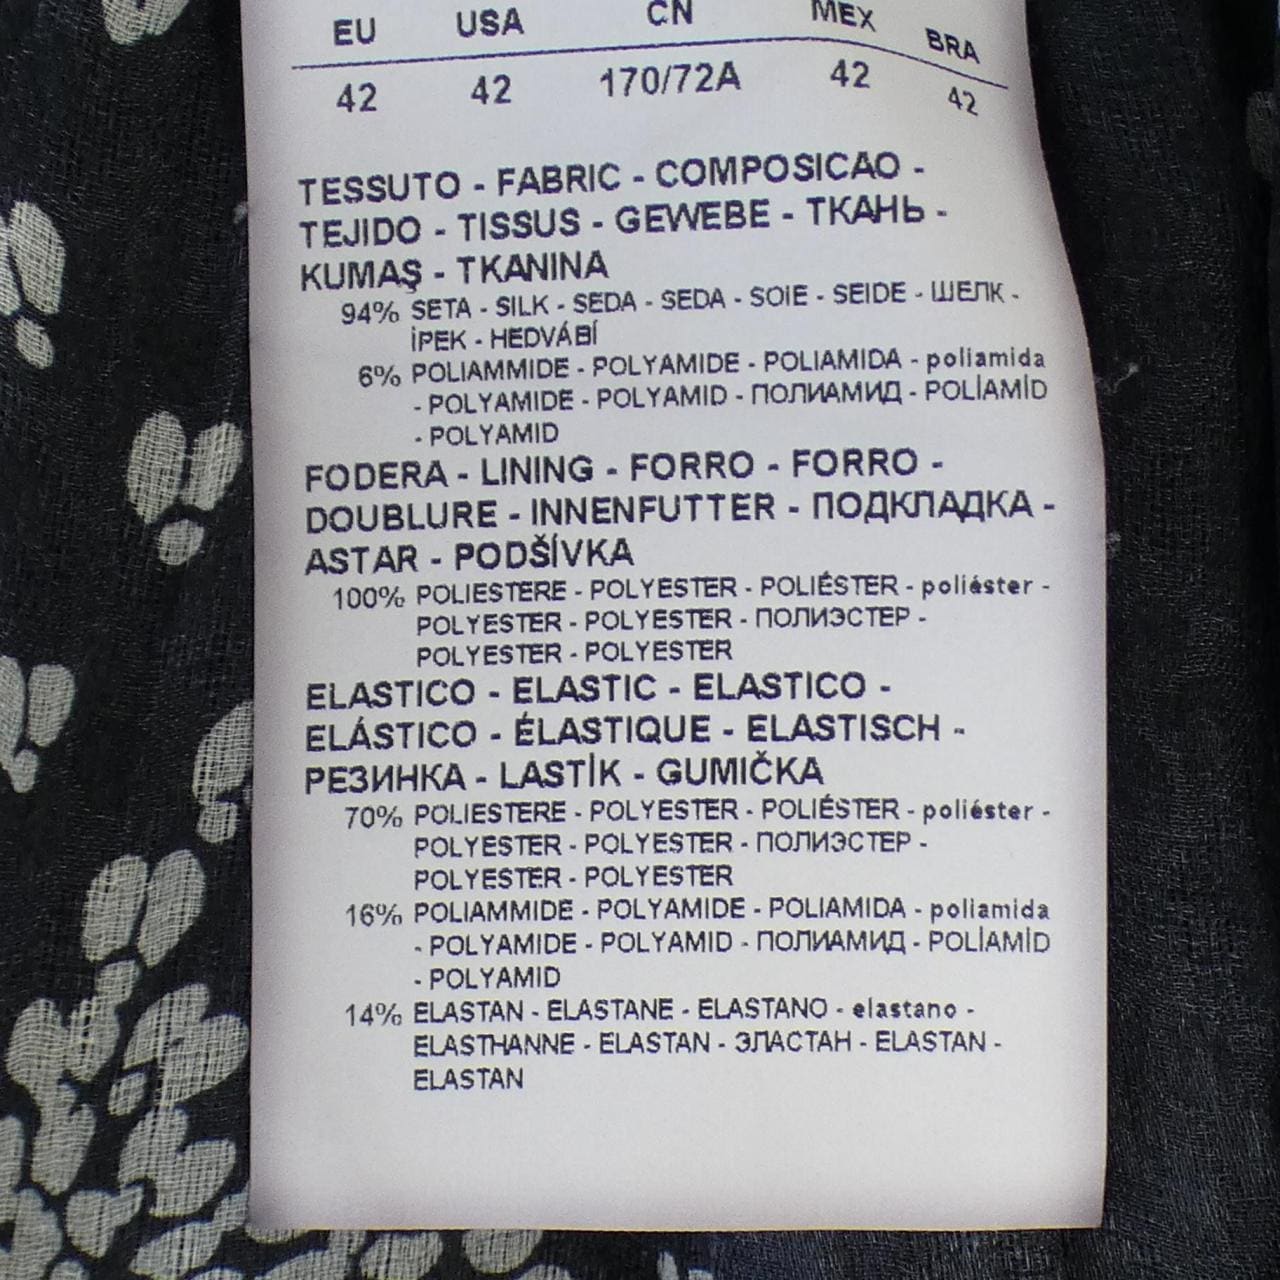 EU USA CN MEX BRA
42 42 170/72A 42 42
TESSUTO - FABRIC - COMPOSICAO -
TEJIDO - TISSUS - GEWEBE - ТКАНЬ -
KUMAŞ - TKANINA
94% SETA - SILK - SEDA - SEDA - SOIE - SEIDE - ШЕЛК -
İPEK - HEDVÁBÍ
6% POLIAMMIDE - POLYAMIDE - POLIAMIDA - poliamida
- POLYAMIDE - POLYAMID - ПОЛИАМИД - POLİAMİD
- POLYAMID
FODERA - LINING - FORRO - FORRO -
DOUBLURE - INNENFUTTER - ПОДКЛАДКА -
ASTAR - PODŠÍVKA
100% POLIESTERE - POLYESTER - POLIÉSTER - poliéster -
POLYESTER - POLYESTER - ПОЛИЭСТЕР -
POLYESTER - POLYESTER
ELASTICO - ELASTIC - ELASTICO -
ELÁSTICO - ÉLASTIQUE - ELASTISCH -
РЕЗИНКА - LASTİK - GUMIČKA
70% POLIESTERE - POLYESTER - POLIÉSTER - poliéster -
POLYESTER - POLYESTER - ПОЛИЭСТЕР -
POLYESTER - POLYESTER
16% POLIAMMIDE - POLYAMIDE - POLIAMIDA - poliamida
- POLYAMIDE - POLYAMID - ПОЛИАМИД - POLİAMİD
- POLYAMID
14% ELASTAN - ELASTANE - ELASTANO - elastano -
ELASTHANNE - ELASTAN - ЭЛАСТАН - ELASTAN -
ELASTAN